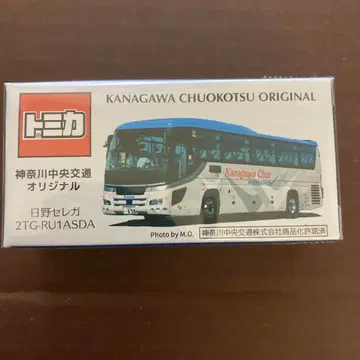 KANAGAWA CHUOKOTSU ORIGINAL
トミカ
神奈川中央交通
オリジナル
日野セレガ
2TG-RU1ASDA
Kanagawa Chuo
Photo by M.O.
神奈川中央交通株式会社商品化許諾済